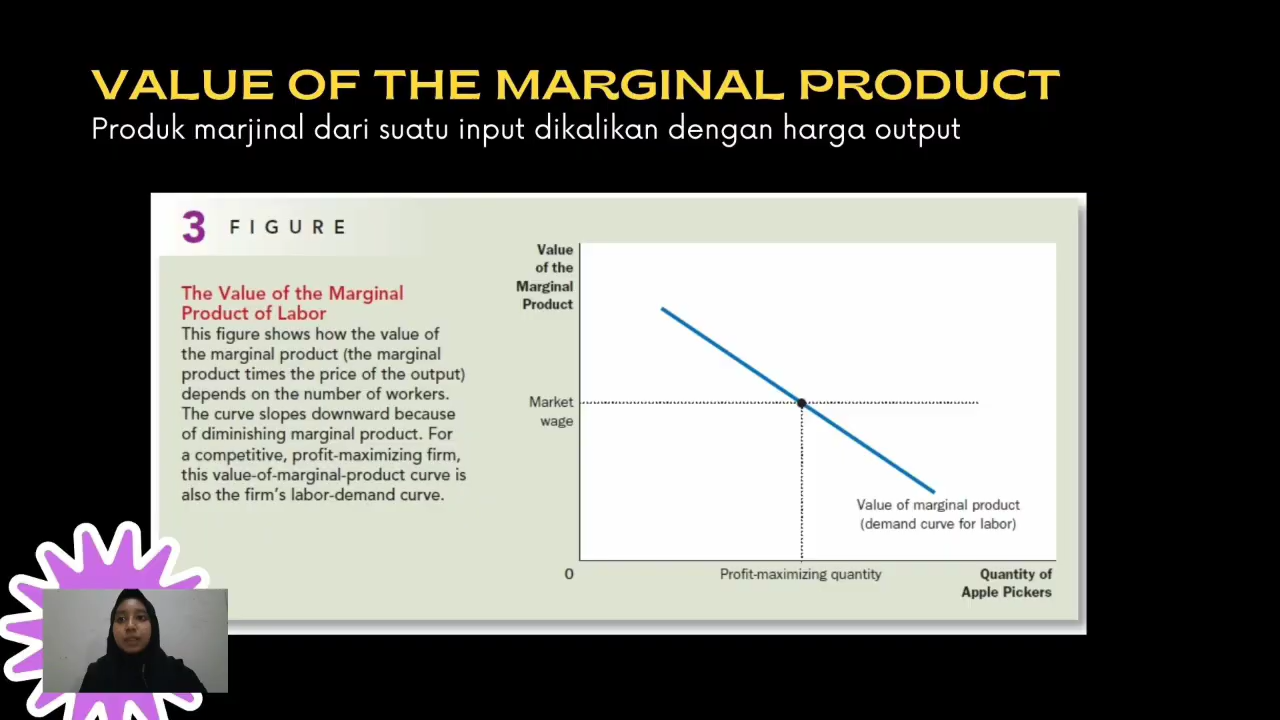 VALUE OF THE MARGINAL PRODUCT
Produk marjinal dari suatu input dikalikan dengan harga output
3 FIGURE
The Value of the Marginal
Product of Labor
This figure shows how the value of
the marginal product (the marginal
product times the price of the output)
depends on the number of workers.
The curve slopes downward because
of diminishing marginal product. For
a competitive, profit-maximizing firm,
this value-of-marginal-product curve is
also the firm's labor-demand curve.
Value
of the
Marginal
Product
Market
wage
Value of marginal product
(demand curve for labor)
0
Profit-maximizing quantity
Quantity of
Apple Pickers